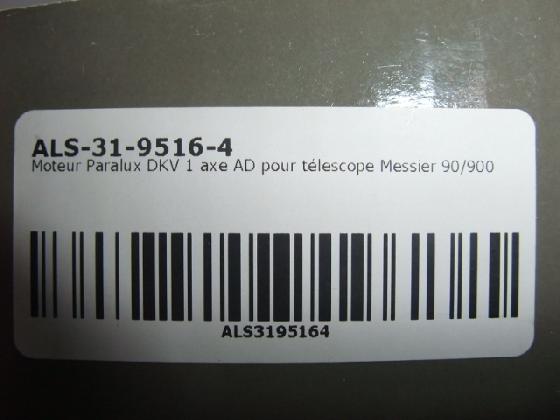 ALS-31-9516-4
Moteur Paralux DKV 1 axe AD pour télescope Messier 90/900
ALS3195164